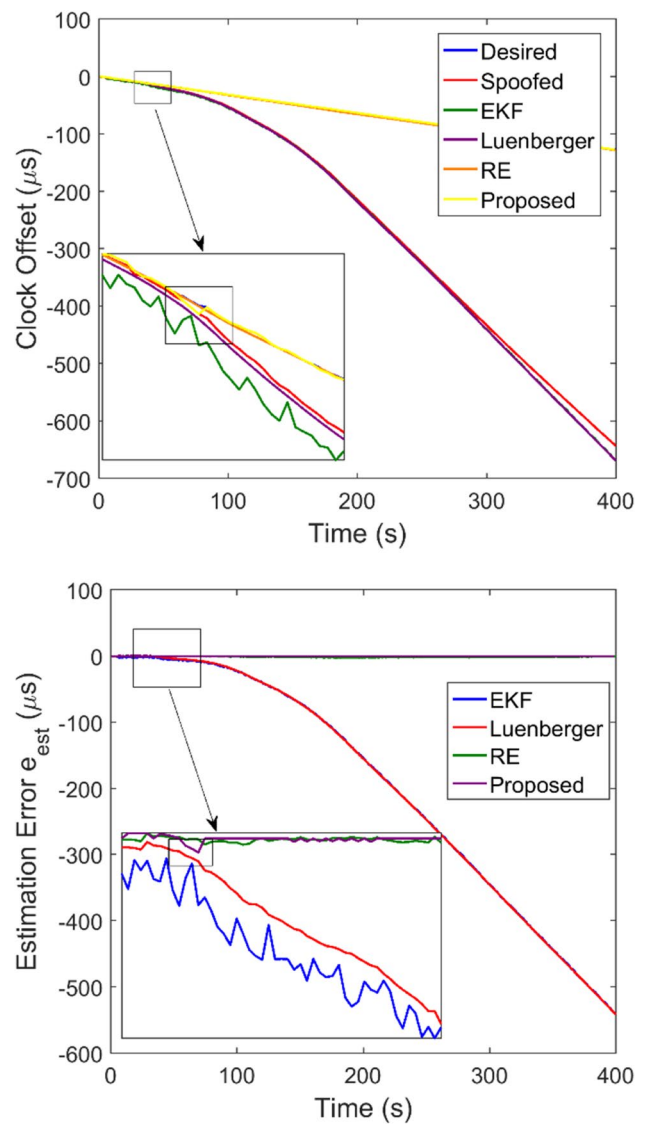 100
0
-100
-200
-300
-400
-500
-600
-700
Clock Offset (μs)
0 100 200 300 400
Time (s)
Desired
Spoofed
EKF
Luenberger
RE
Proposed
100
0
-100
-200
-300
-400
-500
-600
Estimation Error e_est (μs)
0 100 200 300 400
Time (s)
EKF
Luenberger
RE
Proposed